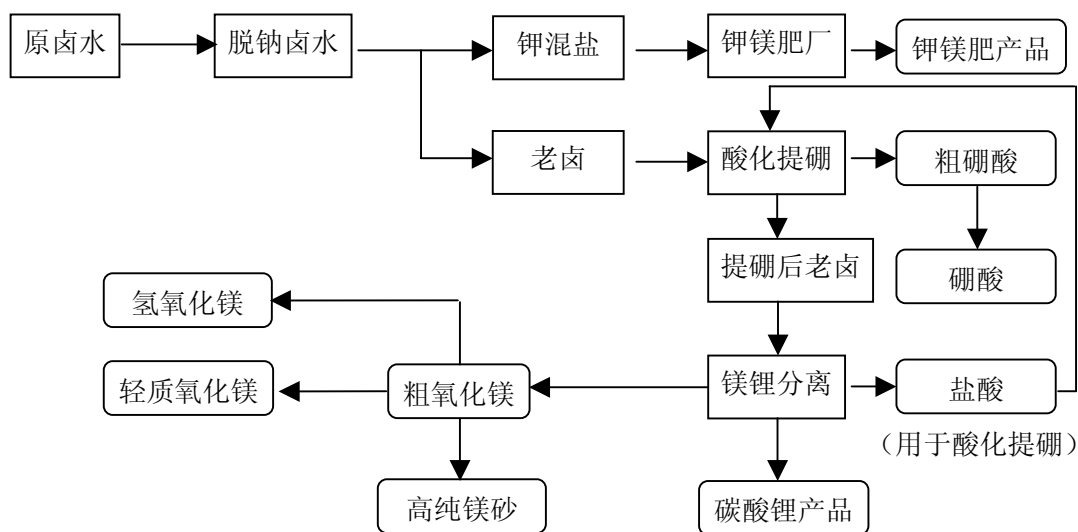 原卤水
脱钠卤水
钾混盐
钾镁肥厂
钾镁肥产品
老卤
酸化提硼
粗硼酸
提硼后老卤
硼酸
氢氧化镁
轻质氧化镁
粗氧化镁
镁锂分离
盐酸
（用于酸化提硼）
高纯镁砂
碳酸锂产品